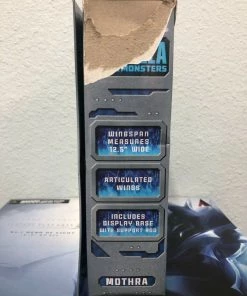 MONSTERS
WINGSPAN
MEASURES
12.5" WIDE
ARTICULATED
WINGS
INCLUDES
DISPLAY BASE
WITH SUPPORT ROD
MOTHRA